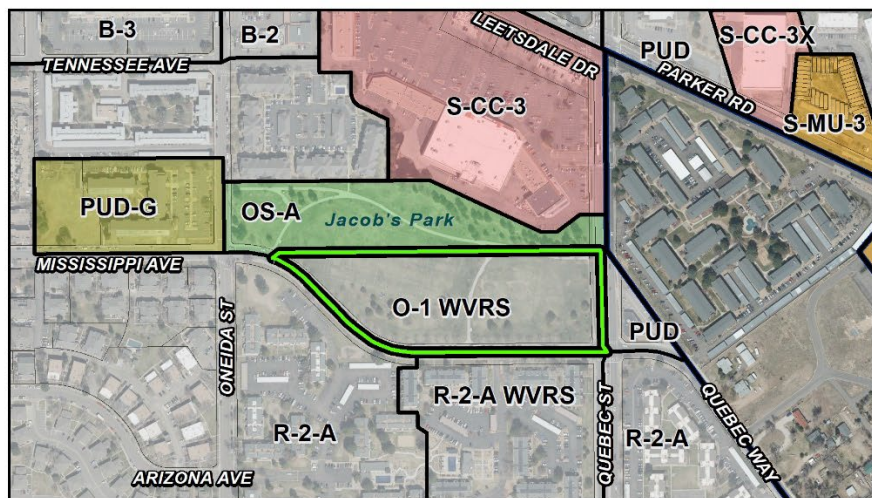 B-3
B-2
LEETSDALE DR
PUD
S-CC-3X
TENNESSEE AVE
PARKER RD
S-CC-3
S-MU-3
PUD-G
OS-A
Jacob's Park
MISSISSIPPI AVE
O-1 WVRS
ONEIDA ST
PUD
R-2-A WVRS
R-2-A
QUEBEC ST
R-2-A
QUEBEC WAY
ARIZONA AVE